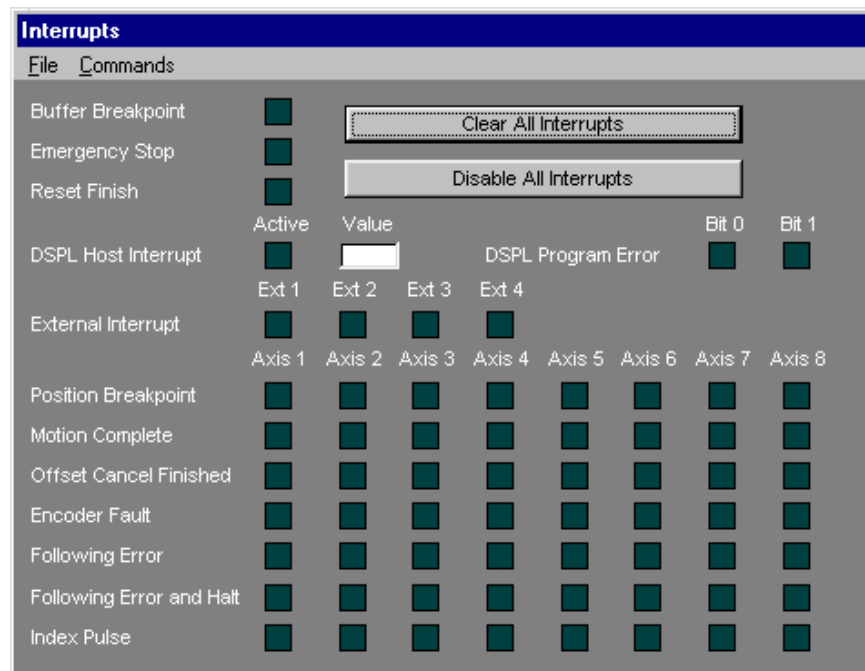 Interrupts
File Commands
Buffer Breakpoint
Clear All Interrupts
Emergency Stop
Disable All Interrupts
Reset Finish
Active Value Bit 0 Bit 1
DSPL Host Interrupt DSPL Program Error
Ext 1 Ext 2 Ext 3 Ext 4
External Interrupt
Axis 1 Axis 2 Axis 3 Axis 4 Axis 5 Axis 6 Axis 7 Axis 8
Position Breakpoint
Motion Complete
Offset Cancel Finished
Encoder Fault
Following Error
Following Error and Halt
Index Pulse